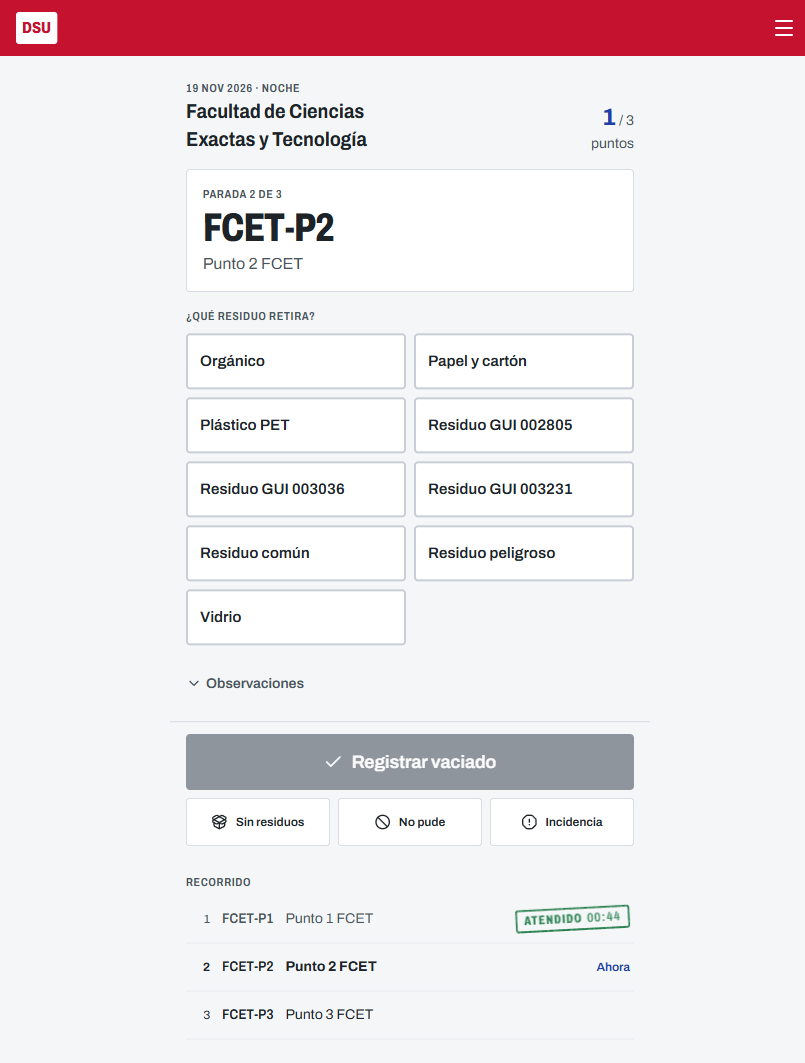 DSU
19 NOV 2026 · NOCHE
Facultad de Ciencias
Exactas y Tecnología
1 / 3
puntos
PARADA 2 DE 3
FCET-P2
Punto 2 FCET
¿QUÉ RESIDUO RETIRA?
Orgánico
Papel y cartón
Plástico PET
Residuo GUI 002805
Residuo GUI 003036
Residuo GUI 003231
Residuo común
Residuo peligroso
Vidrio
Observaciones
Registrar vaciado
Sin residuos
No pude
Incidencia
RECORRIDO
1 FCET-P1 Punto 1 FCET ATENDIDO 00:44
2 FCET-P2 Punto 2 FCET Ahora
3 FCET-P3 Punto 3 FCET